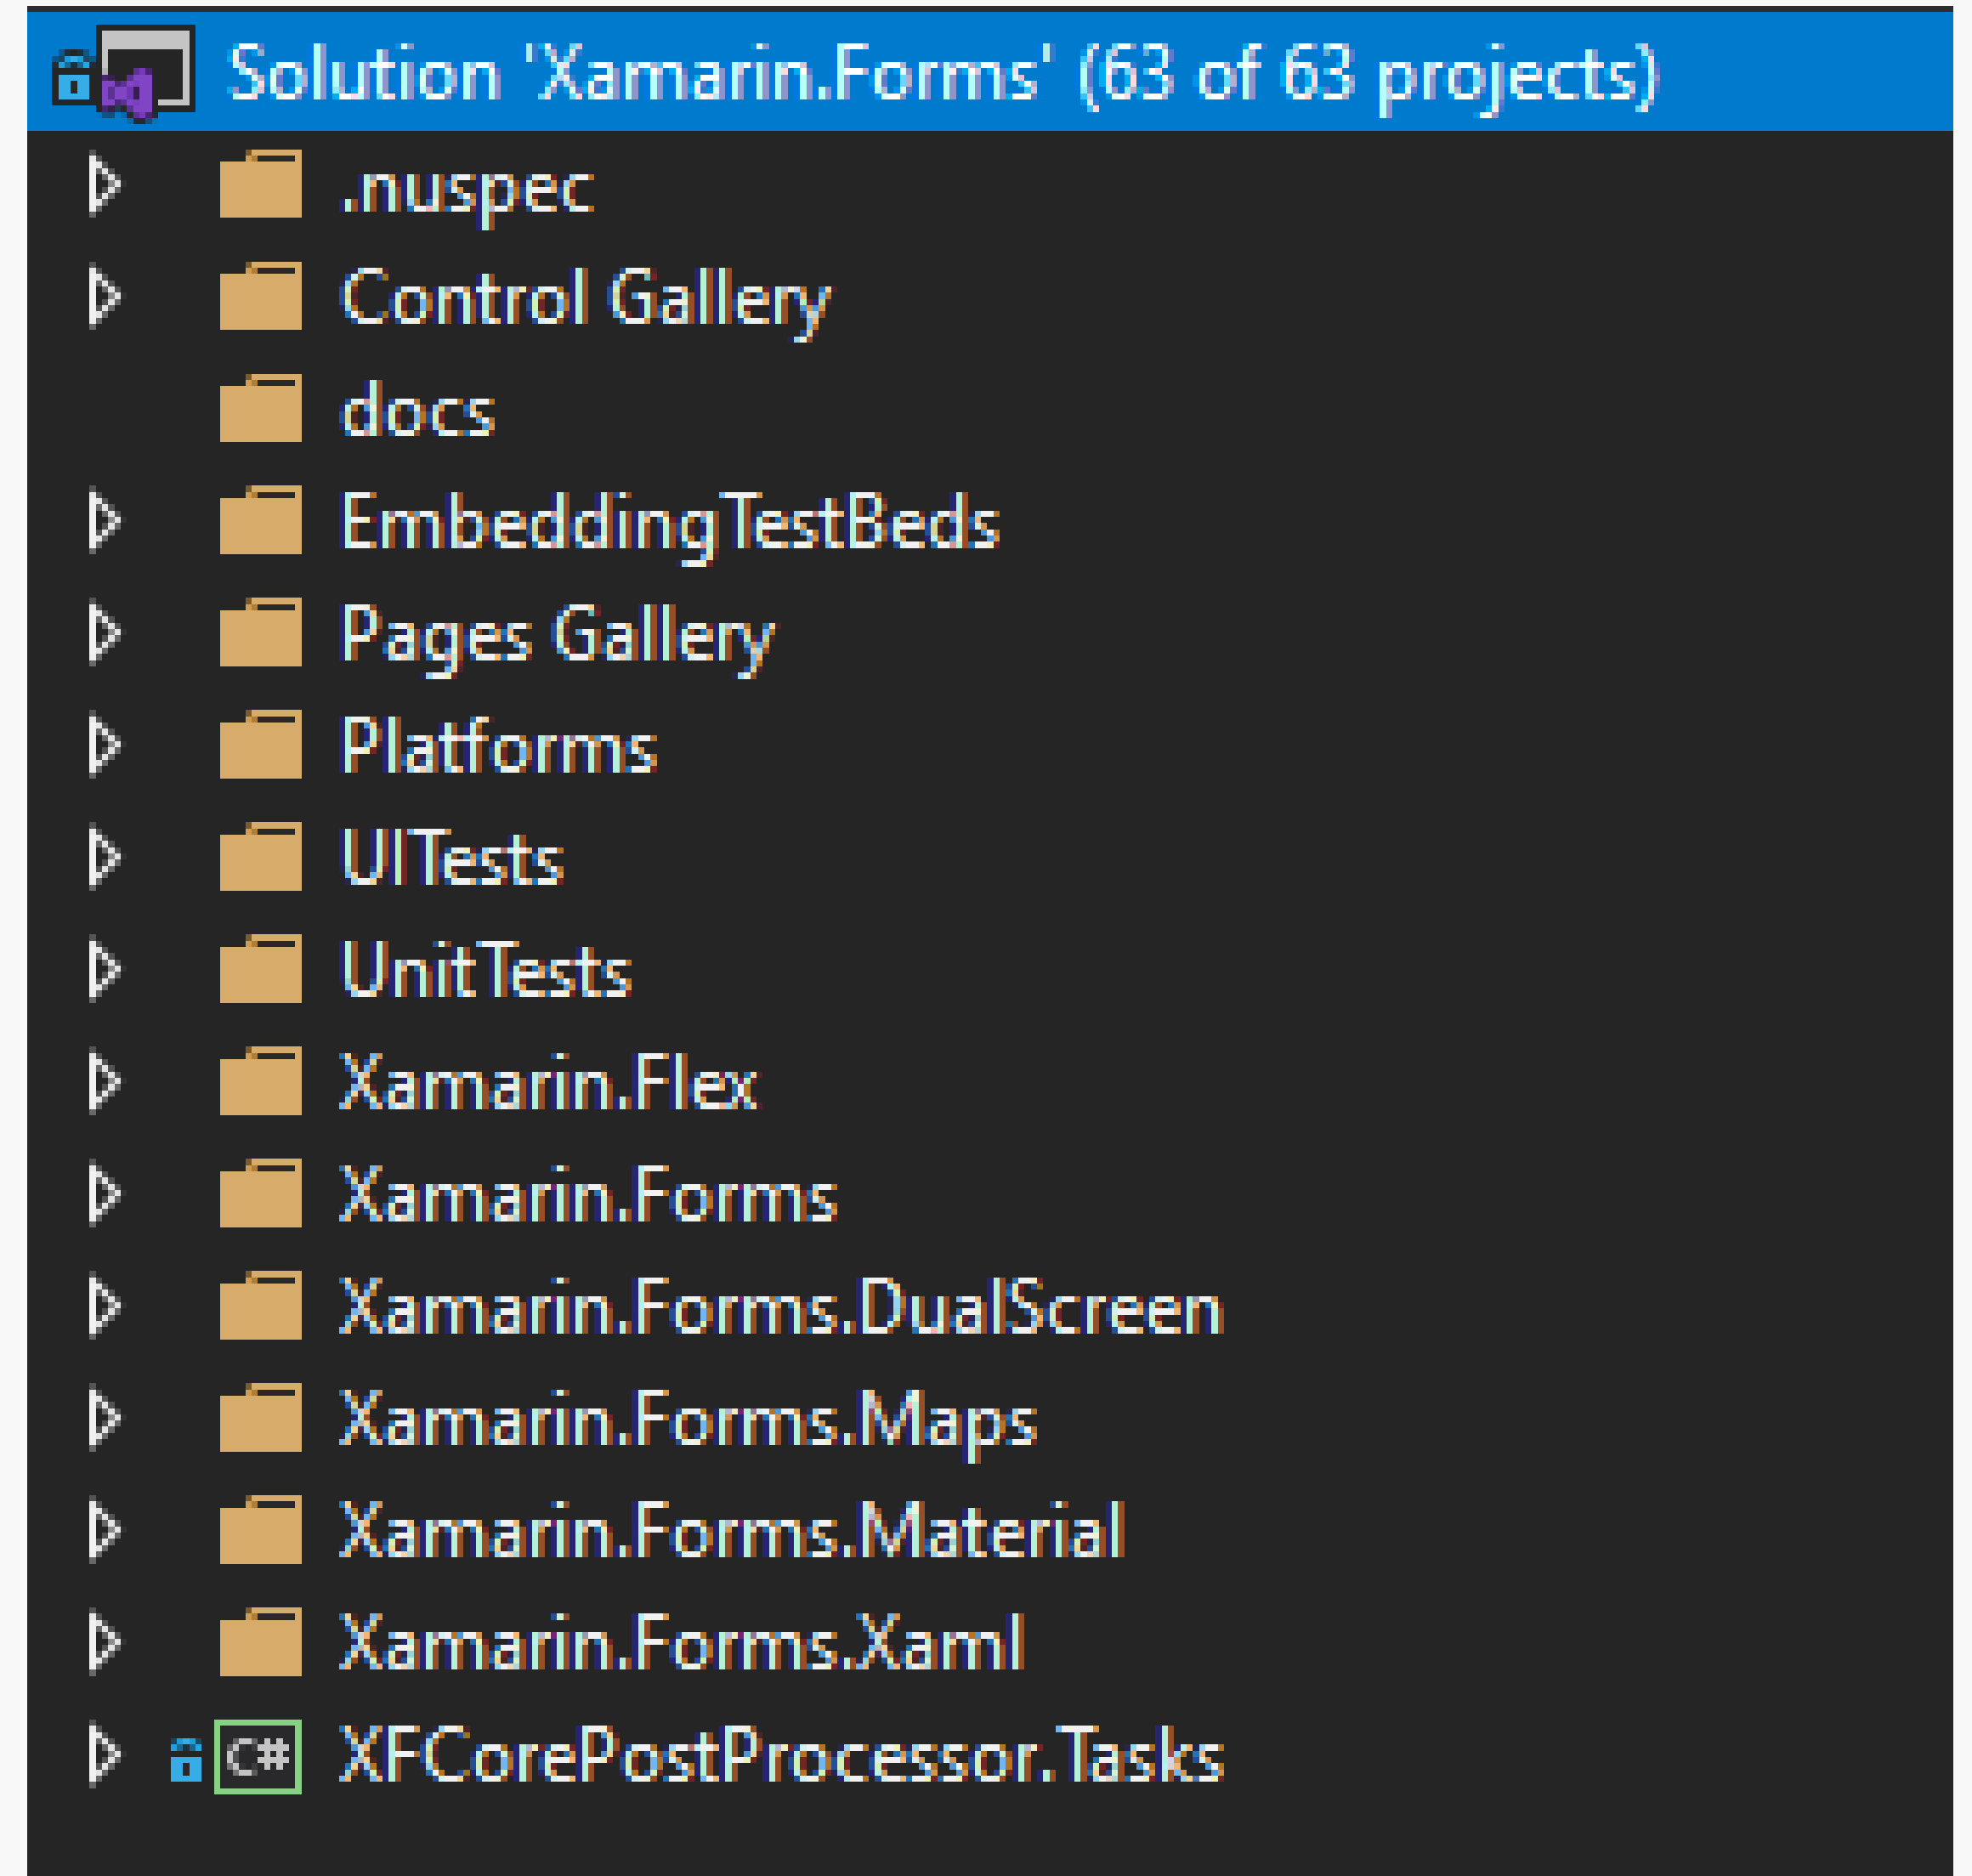 Solution 'Xamarin.Forms' (63 of 63 projects)
.nuspec
Control Gallery
docs
EmbeddingTestBeds
Pages Gallery
Platforms
UITests
UnitTests
Xamarin.Flex
Xamarin.Forms
Xamarin.Forms.DualScreen
Xamarin.Forms.Maps
Xamarin.Forms.Material
Xamarin.Forms.Xaml
C# XFCorePostProcessor.Tasks